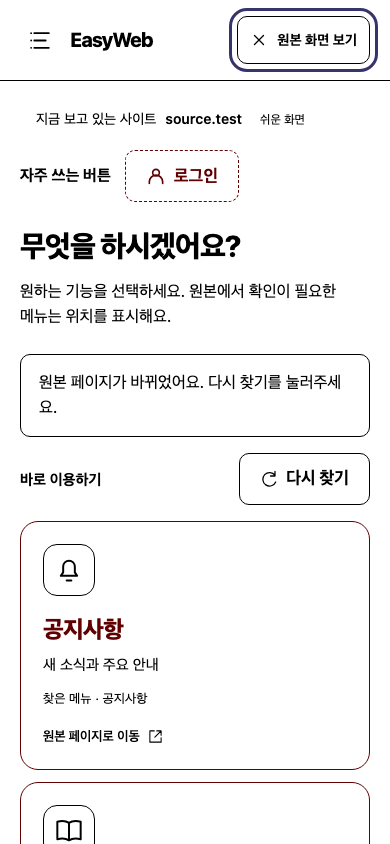 EasyWeb
원본 화면 보기
지금 보고 있는 사이트 source.test 쉬운 화면
자주 쓰는 버튼
로그인
무엇을 하시겠어요?
원하는 기능을 선택하세요. 원본에서 확인이 필요한
메뉴는 위치를 표시해요.
원본 페이지가 바뀌었어요. 다시 찾기를 눌러주세
요.
바로 이용하기
다시 찾기
공지사항
새 소식과 주요 안내
찾은 메뉴 · 공지사항
원본 페이지로 이동